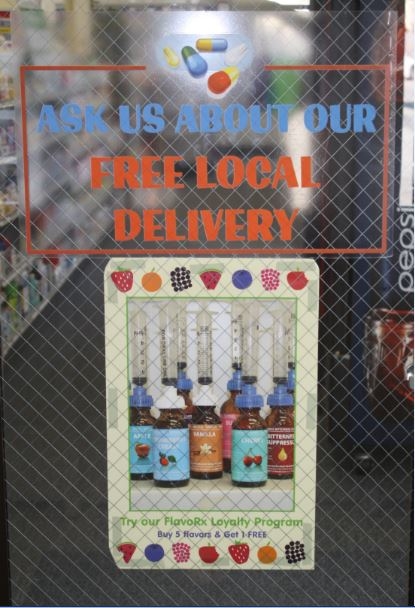 ASK US ABOUT OUR
FREE LOCAL
DELIVERY
pepsi
APPLE
VANILLA
CHERRY
BITTERNESS
SUPPRESSOR
Try our FlavoRx Loyalty Program
Buy 5 flavors & Get 1 FREE